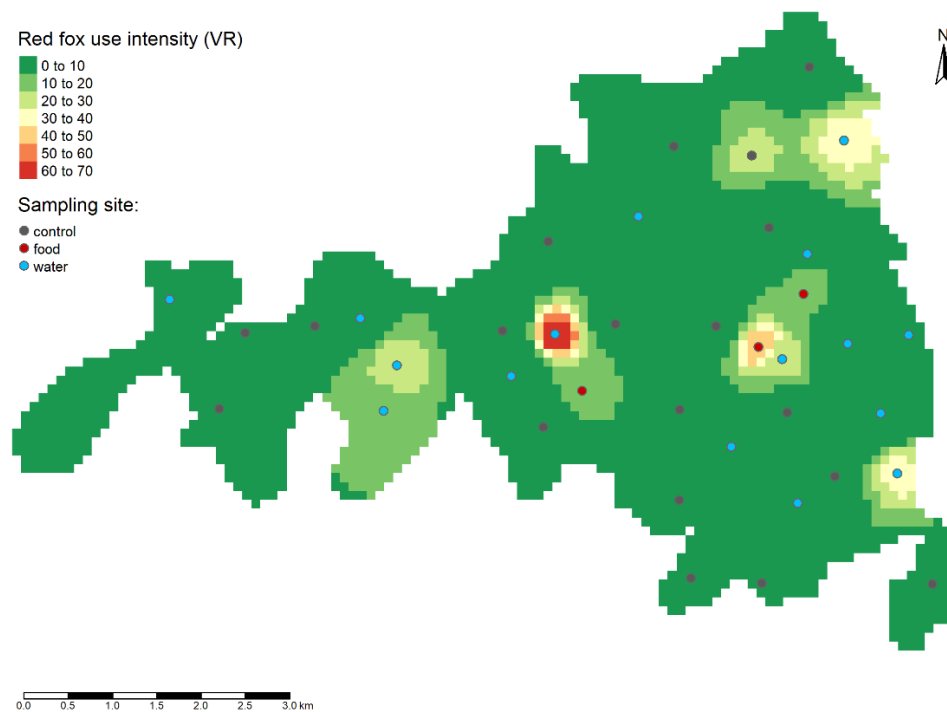 Red fox use intensity (VR)
0 to 10
10 to 20
20 to 30
30 to 40
40 to 50
50 to 60
60 to 70
Sampling site:
control
food
water
N
0.0 0.5 1.0 1.5 2.0 3.0 km